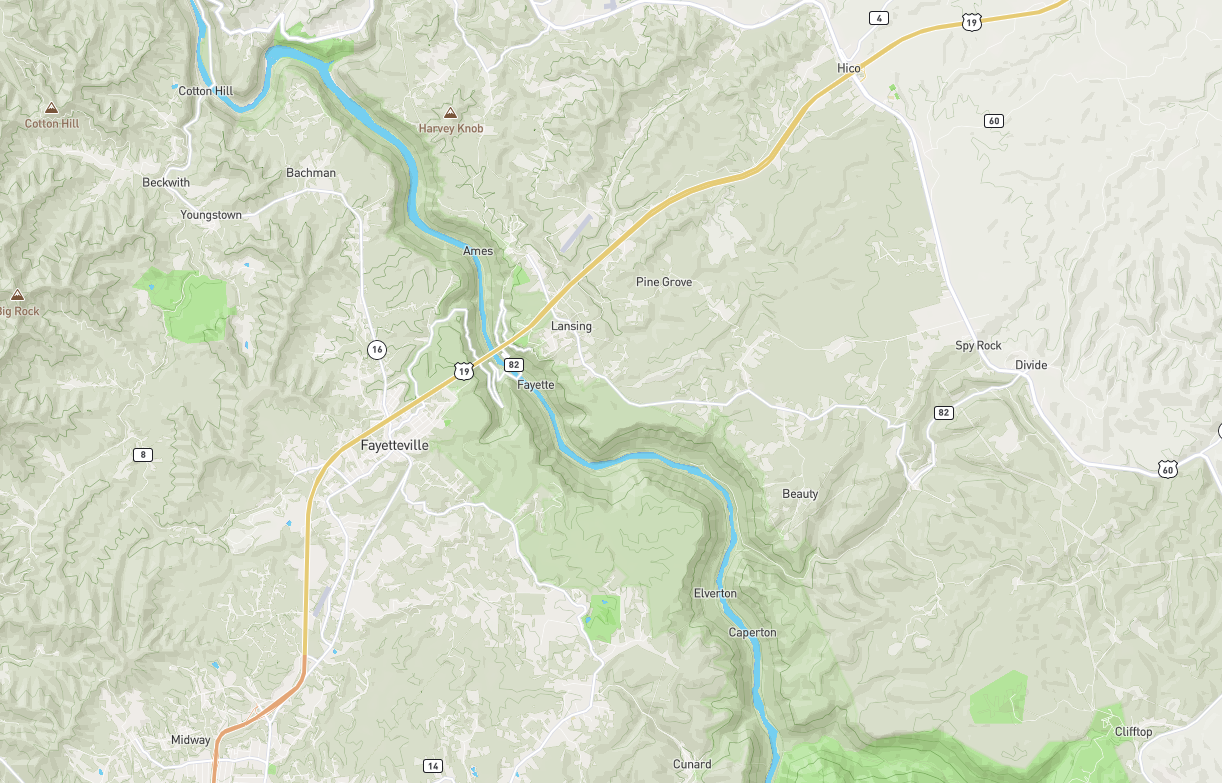 4
19
Hico
Cotton Hill
Cotton Hill
Harvey Knob
60
Bachman
Beckwith
Youngstown
Ames
Pine Grove
Big Rock
Lansing
16
Spy Rock
19
82
Divide
Fayette
82
Fayetteville
8
60
Beauty
Elverton
Caperton
Clifftop
Midway
14
Cunard